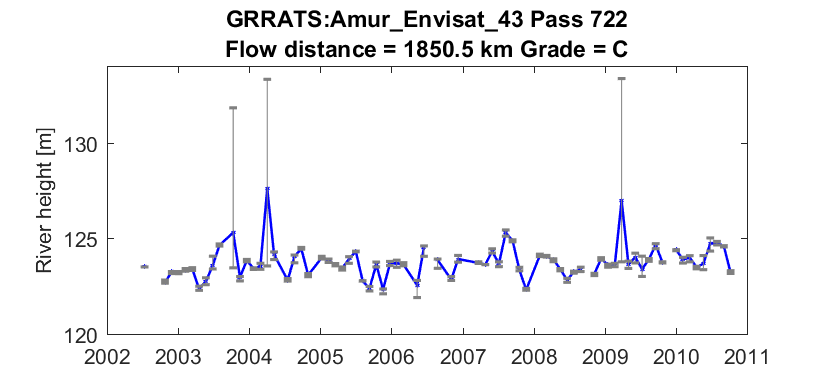 GRRATS:Amur_Envisat_43 Pass 722
Flow distance = 1850.5 km Grade = C
River height [m]
130
125
120
2002 2003 2004 2005 2006 2007 2008 2009 2010 2011